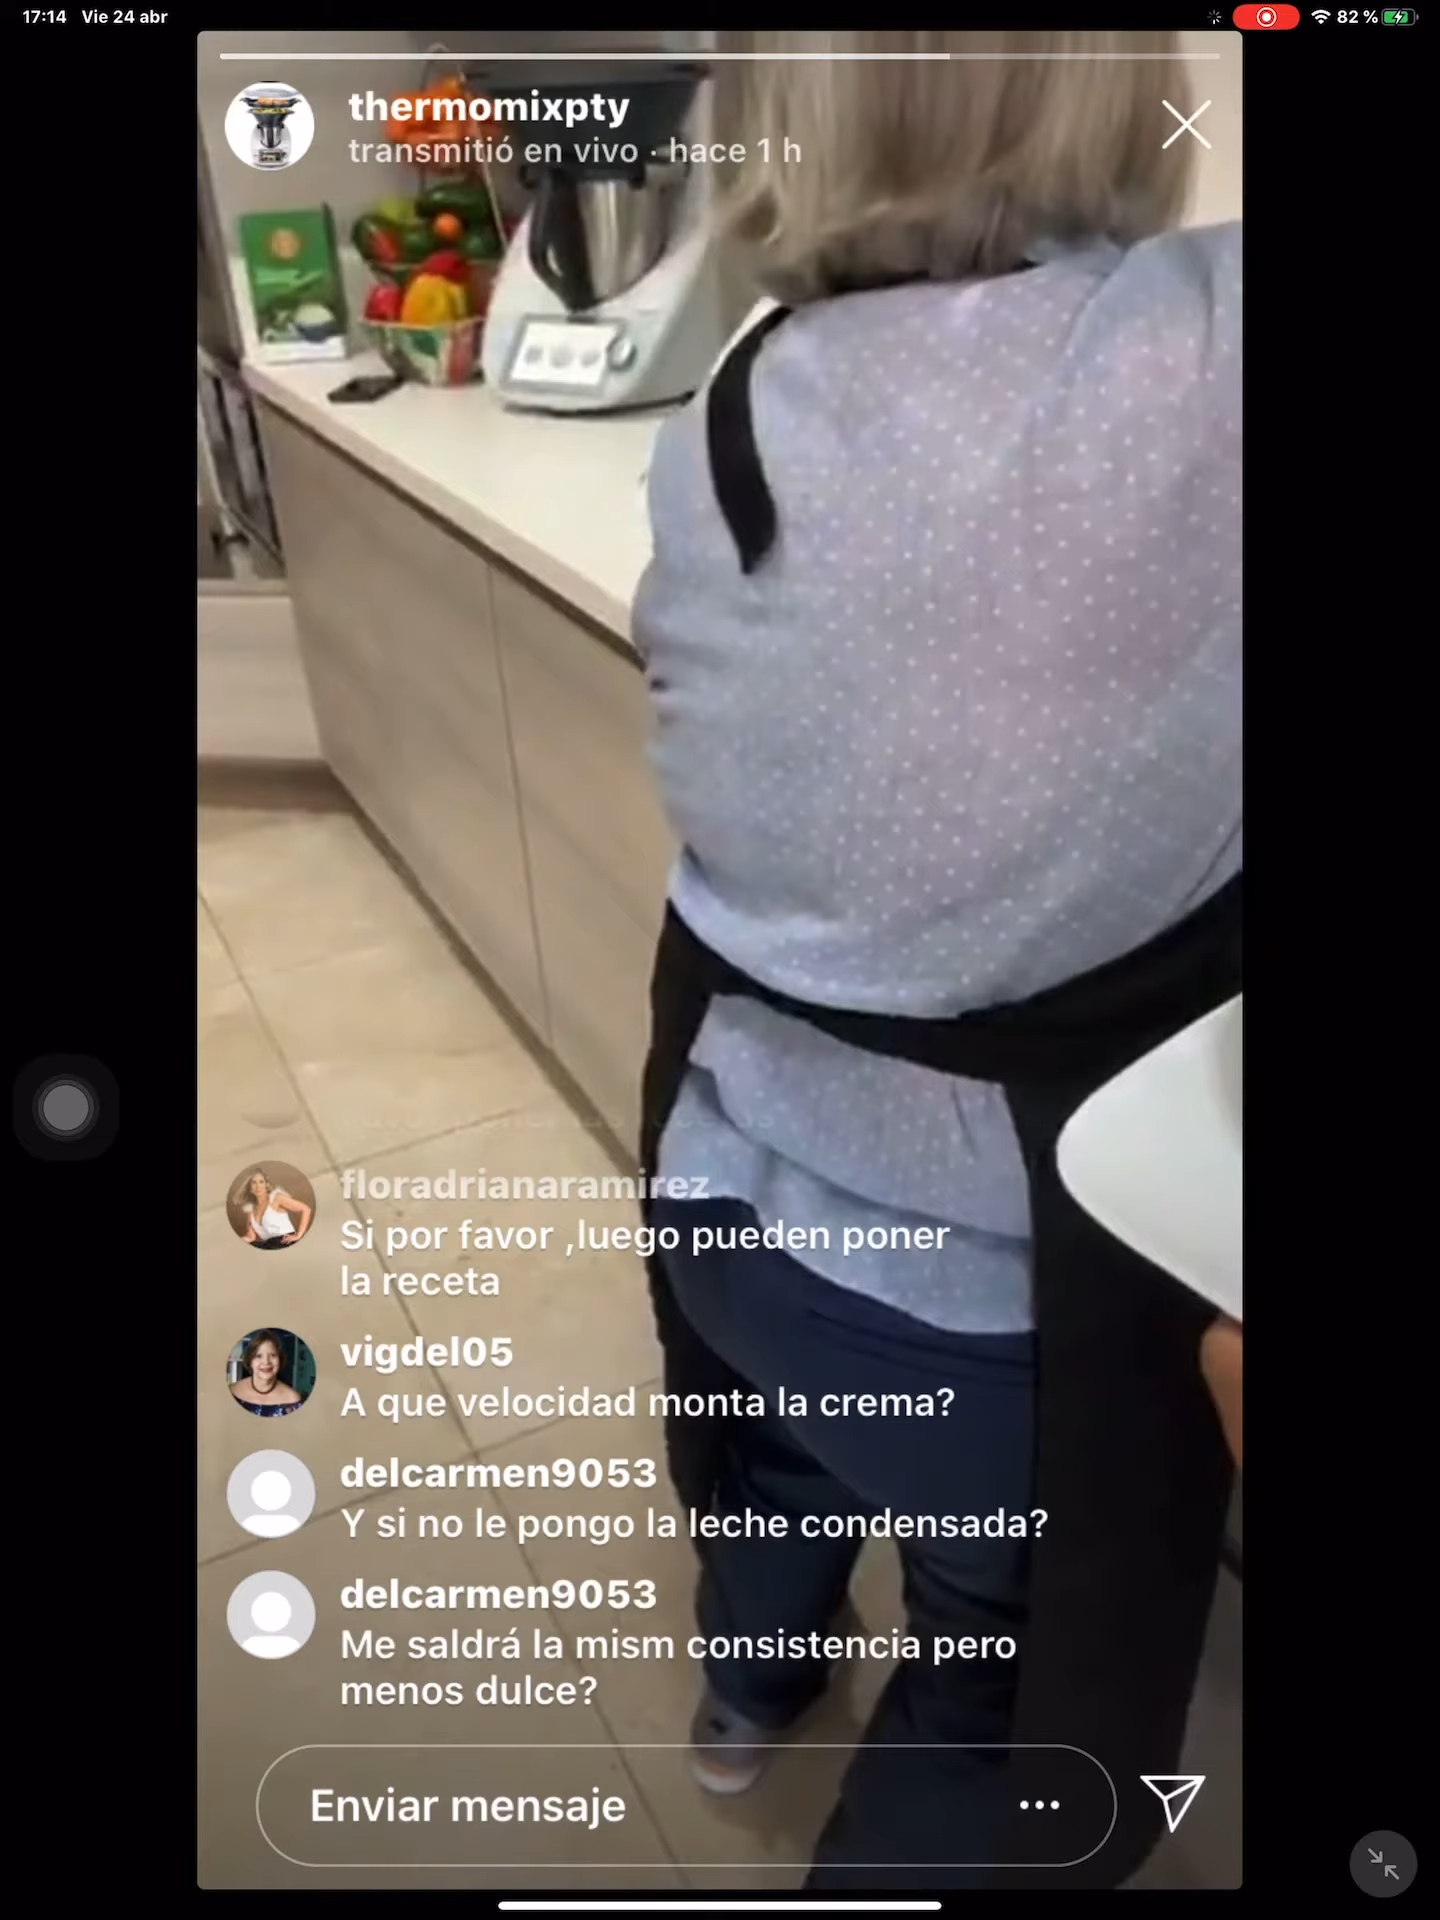 17:14 Vie 24 abr
82 %
thermomixpty
transmitió en vivo · hace 1 h
floradrianaramirez
Si por favor ,luego pueden poner
la receta
vigdel05
A que velocidad monta la crema?
delcarmen9053
Y si no le pongo la leche condensada?
delcarmen9053
Me saldrá la mism consistencia pero
menos dulce?
Enviar mensaje